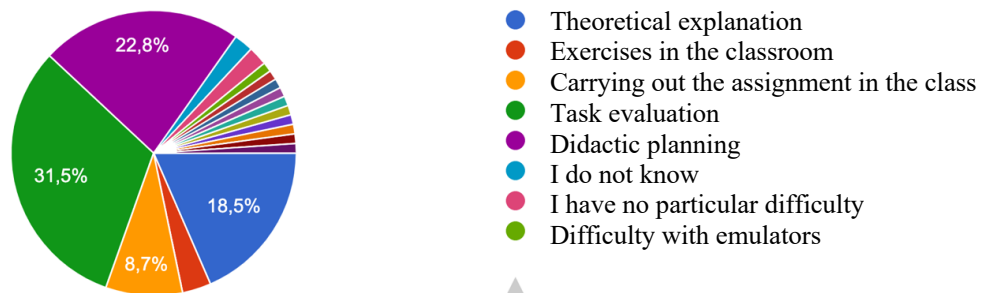 22,8%
31,5%
18,5%
8,7%
Theoretical explanation
Exercises in the classroom
Carrying out the assignment in the class
Task evaluation
Didactic planning
I do not know
I have no particular difficulty
Difficulty with emulators